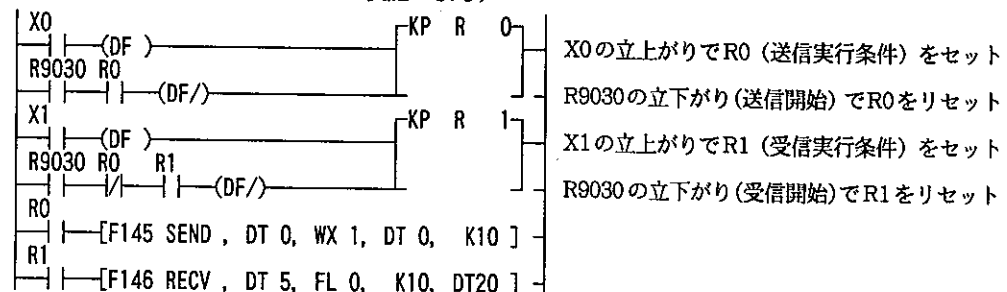 X0
(DF )
KP R 0
X0の立上がりでR0 (送信実行条件) をセット
R9030 R0
(DF/)
R9030の立下がり(送信開始) でR0をリセット
X1
(DF )
KP R 1
X1の立上がりでR1 (受信実行条件) をセット
R9030 R0 R1
(DF/)
R9030の立下がり(受信開始)でR1をリセット
R0
[F145 SEND , DT 0, WX 1, DT 0, K10 ]
R1
[F146 RECV , DT 5, FL 0, K10, DT20 ]